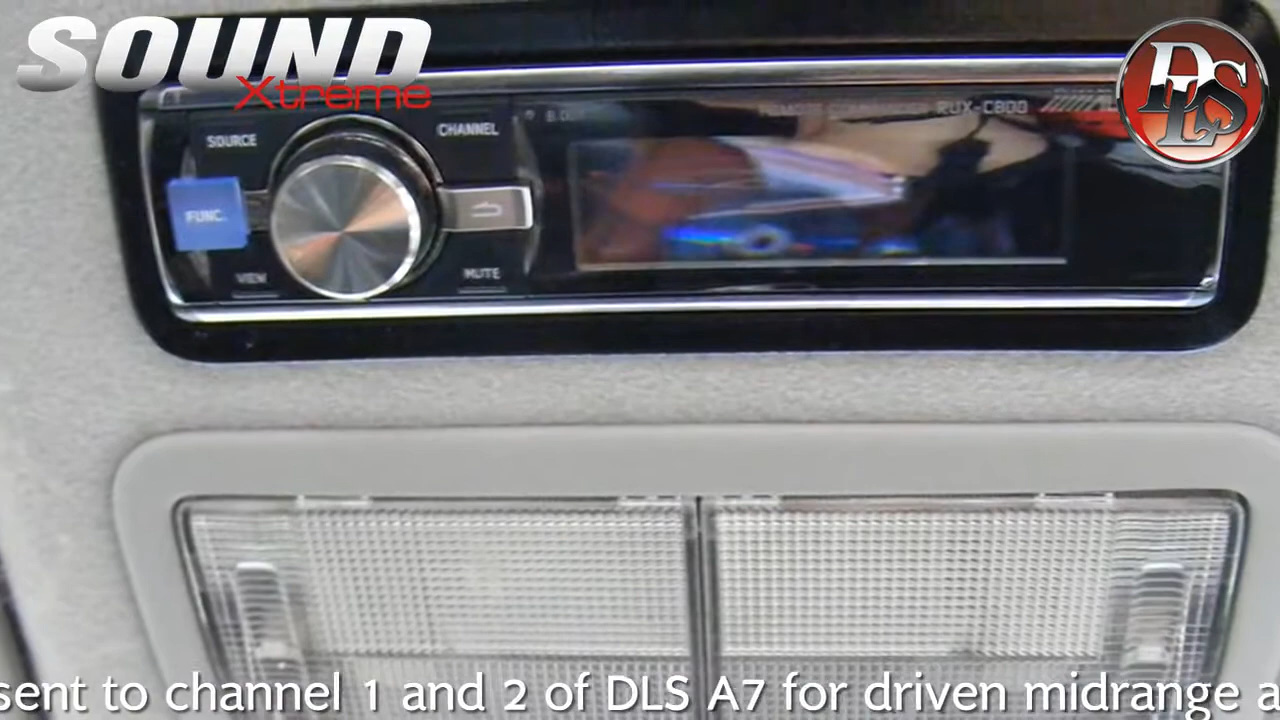 SOUND
Xtreme
DLS
SOURCE
CHANNEL
RUX-C800
FUNC.
VIEW
MUTE
sent to channel 1 and 2 of DLS A7 for driven midrange a